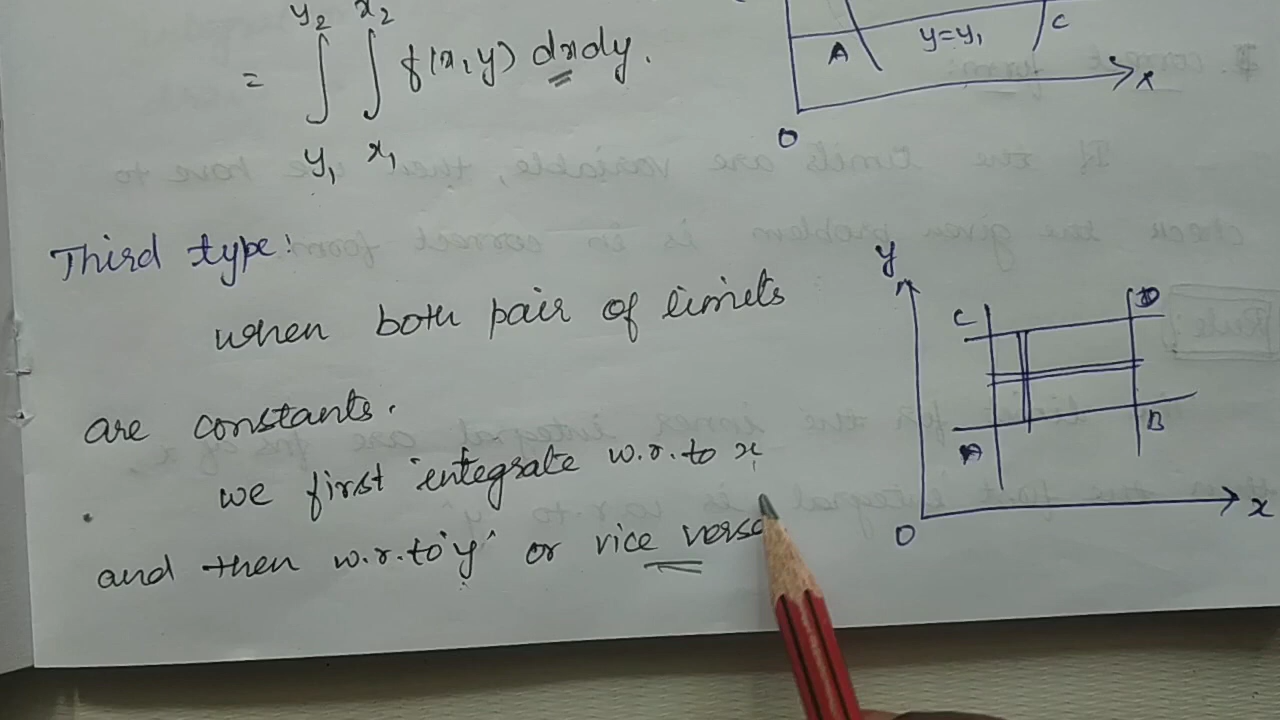 y₂ x₂
= ∫ ∫ f(x,y) dxdy.
y₁ x₁
A y=y₁ C
O x
Third type:
when both pair of limits
are constants.
we first integrate w.r.to x
and then w.r.to "y" or vice versa
y
C D
A B
O x